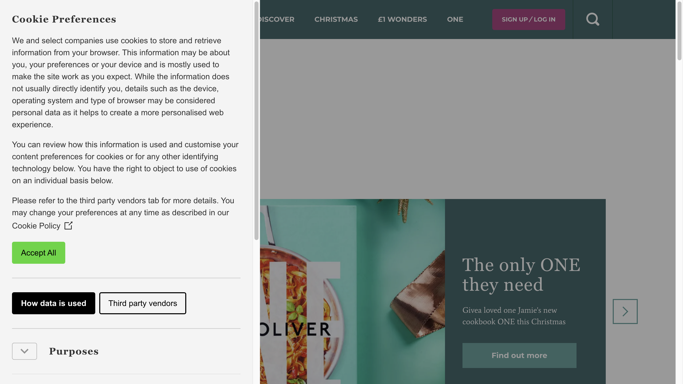 Cookie Preferences
We and select companies use cookies to store and retrieve
information from your browser. This information may be about
you, your preferences or your device and is mostly used to
make the site work as you expect. While the information does
not usually directly identify you, details such as the device,
operating system and type of browser may be considered
personal data as it helps to create a more personalised web
experience.
You can review how this information is used and customise your
content preferences for cookies or for any other identifying
technology below. You have the right to object to use of cookies
on an individual basis below.
Please refer to the third party vendors tab for more details. You
may change your preferences at any time as described in our
Cookie Policy
Accept All
How data is used Third party vendors
Purposes
ISCOVER CHRISTMAS £1 WONDERS ONE SIGN UP / LOG IN
OLIVER
The only ONE
they need
Givea loved one Jamie's new
cookbook ONE this Christmas
Find out more